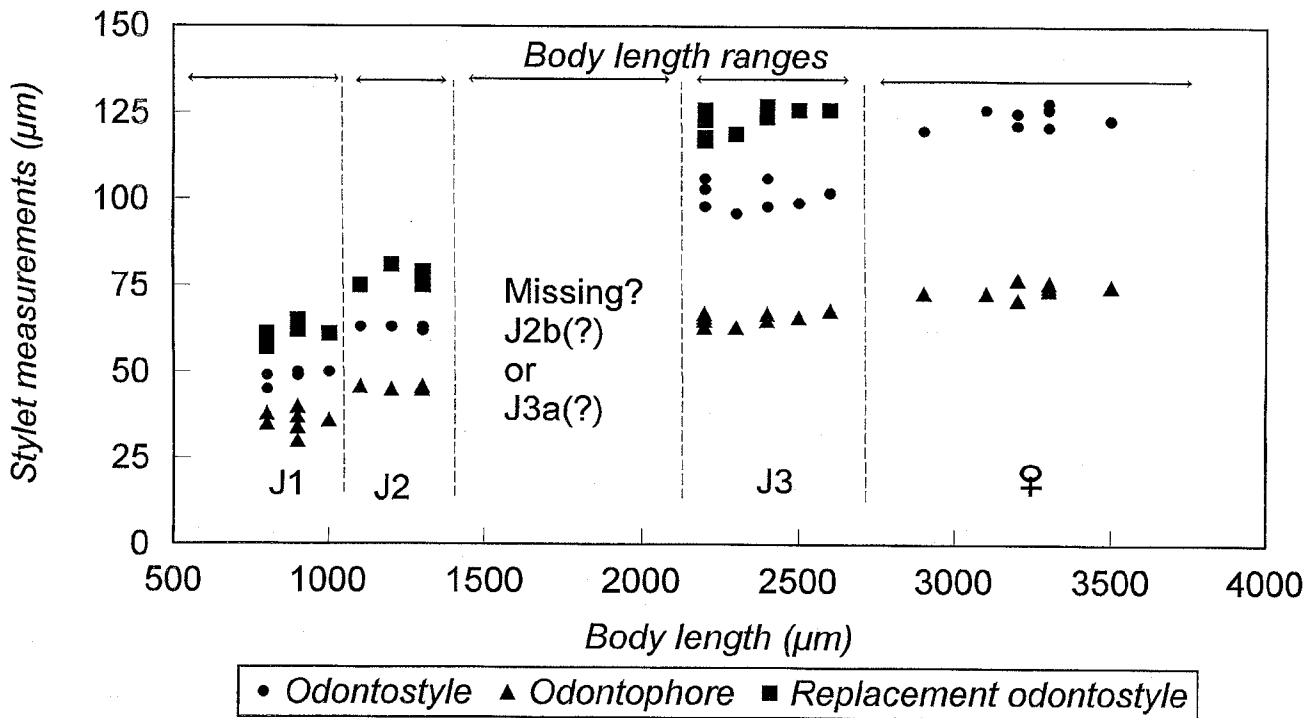 Stylet measurements (µm)
150
125
100
75
50
25
0
Body length ranges
Missing?
J2b(?)
or
J3a(?)
J1
J2
J3
♀
500 1000 1500 2000 2500 3000 3500 4000
Body length (µm)
Odontostyle Odontophore Replacement odontostyle